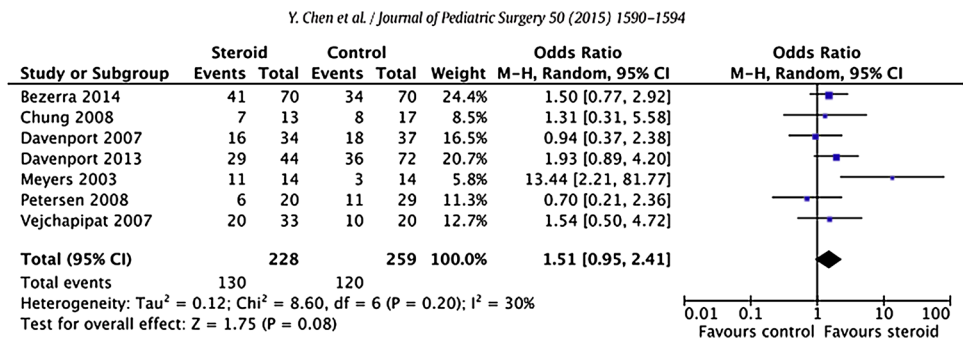 Y. Chen et al. / Journal of Pediatric Surgery 50 (2015) 1590–1594
Steroid Control Odds Ratio Odds Ratio
Study or Subgroup Events Total Events Total Weight M-H, Random, 95% CI M-H, Random, 95% CI
Bezerra 2014 41 70 34 70 24.4% 1.50 [0.77, 2.92]
Chung 2008 7 13 8 17 8.5% 1.31 [0.31, 5.58]
Davenport 2007 16 34 18 37 16.5% 0.94 [0.37, 2.38]
Davenport 2013 29 44 36 72 20.7% 1.93 [0.89, 4.20]
Meyers 2003 11 14 3 14 5.8% 13.44 [2.21, 81.77]
Petersen 2008 6 20 11 29 11.3% 0.70 [0.21, 2.36]
Vejchapipat 2007 20 33 10 20 12.7% 1.54 [0.50, 4.72]
Total (95% CI) 228 259 100.0% 1.51 [0.95, 2.41]
Total events 130 120
Heterogeneity: Tau² = 0.12; Chi² = 8.60, df = 6 (P = 0.20); I² = 30%
Test for overall effect: Z = 1.75 (P = 0.08)
0.01 0.1 1 10 100
Favours control Favours steroid